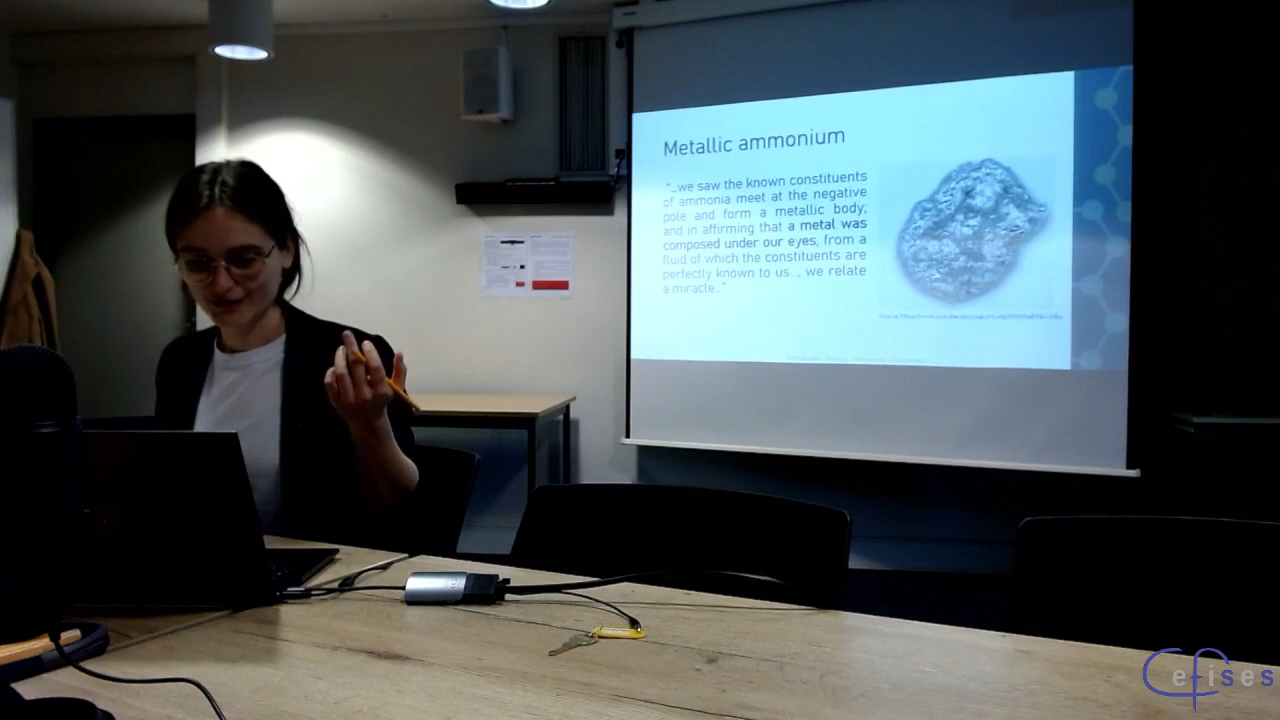 Metallic ammonium
"...we saw the known constituents
of ammonia meet at the negative
pole and form a metallic body;
and in affirming that a metal was
composed under our eyes, from a
fluid of which the constituents are
perfectly known to us..., we relate
a miracle..."
Cefises